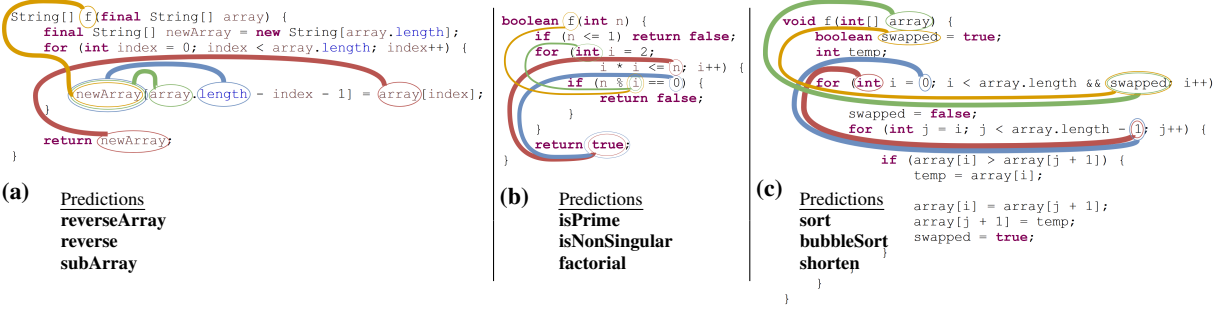 String[] f(final String[] array) {
final String[] newArray = new String[array.length];
for (int index = 0; index < array.length; index++) {
newArray[array.length - index - 1] = array[index];
}
return newArray;
}
(a)
Predictions
reverseArray
reverse
subArray
boolean f(int n) {
if (n <= 1) return false;
for (int i = 2;
i * i <= n; i++) {
if (n % i == 0) {
return false;
}
}
return true;
}
(b)
Predictions
isPrime
isNonSingular
factorial
void f(int[] array) {
boolean swapped = true;
int temp;
for (int i = 0; i < array.length && swapped; i++)
swapped = false;
for (int j = i; j < array.length - 1; j++) {
if (array[i] > array[j + 1]) {
temp = array[i];
array[i] = array[j + 1];
array[j + 1] = temp;
swapped = true;
}
}
}
}
(c)
Predictions
sort
bubbleSort
shorten